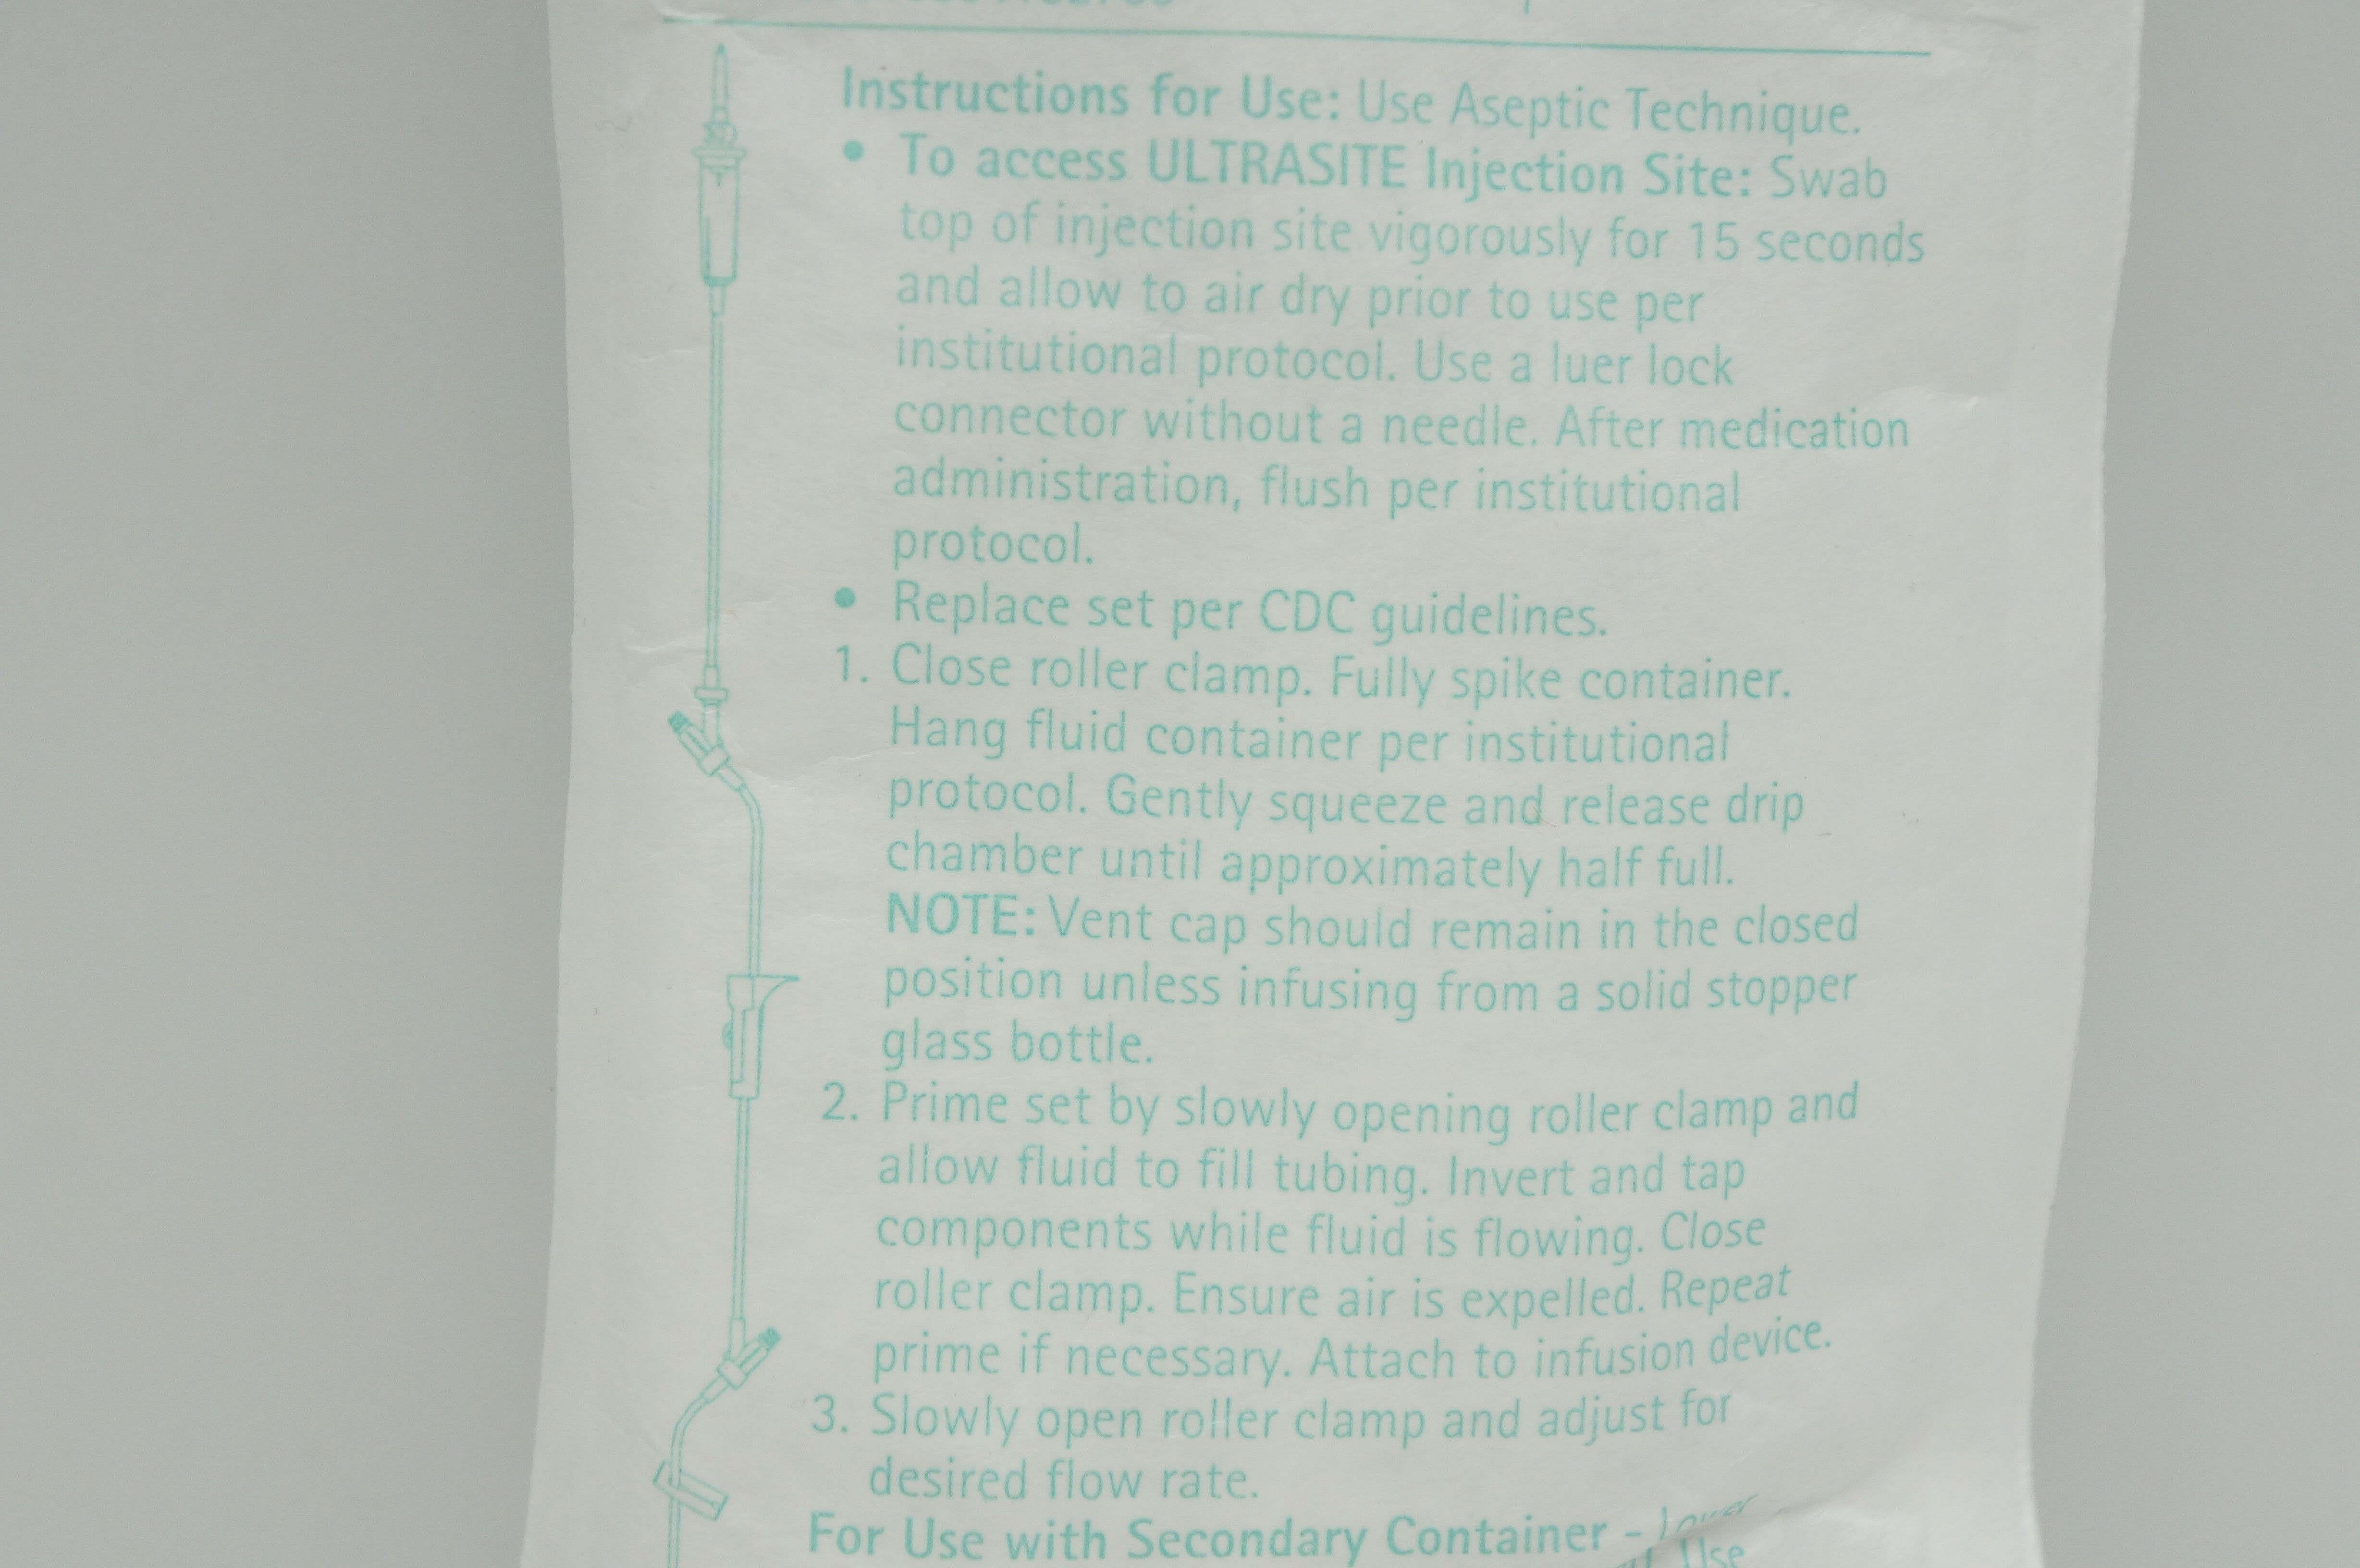 Instructions for Use: Use Aseptic Technique.
• To access ULTRASITE Injection Site: Swab
top of injection site vigorously for 15 seconds
and allow to air dry prior to use per
institutional protocol. Use a luer lock
connector without a needle. After medication
administration, flush per institutional
protocol.
• Replace set per CDC guidelines.
1. Close roller clamp. Fully spike container.
Hang fluid container per institutional
protocol. Gently squeeze and release drip
chamber until approximately half full.
NOTE: Vent cap should remain in the closed
position unless infusing from a solid stopper
glass bottle.
2. Prime set by slowly opening roller clamp and
allow fluid to fill tubing. Invert and tap
components while fluid is flowing. Close
roller clamp. Ensure air is expelled. Repeat
prime if necessary. Attach to infusion device.
3. Slowly open roller clamp and adjust for
desired flow rate.
For Use with Secondary Container - Lower
Use